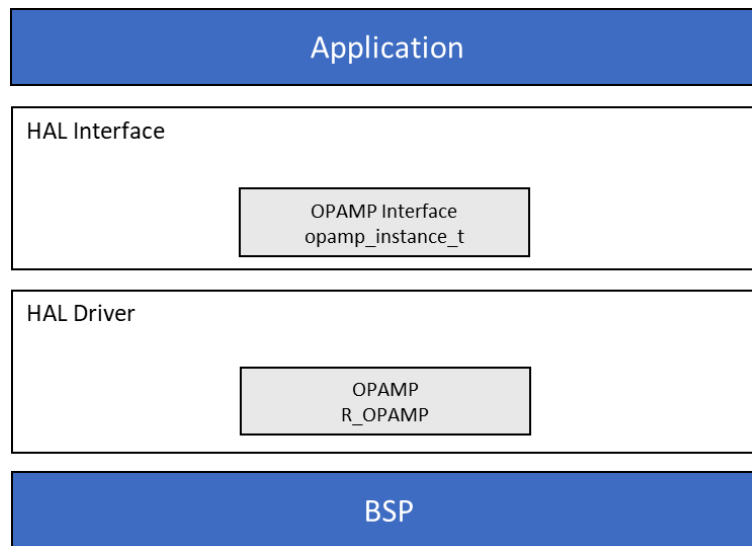 Application
HAL Interface
OPAMP Interface
opamp_instance_t
HAL Driver
OPAMP
R_OPAMP
BSP